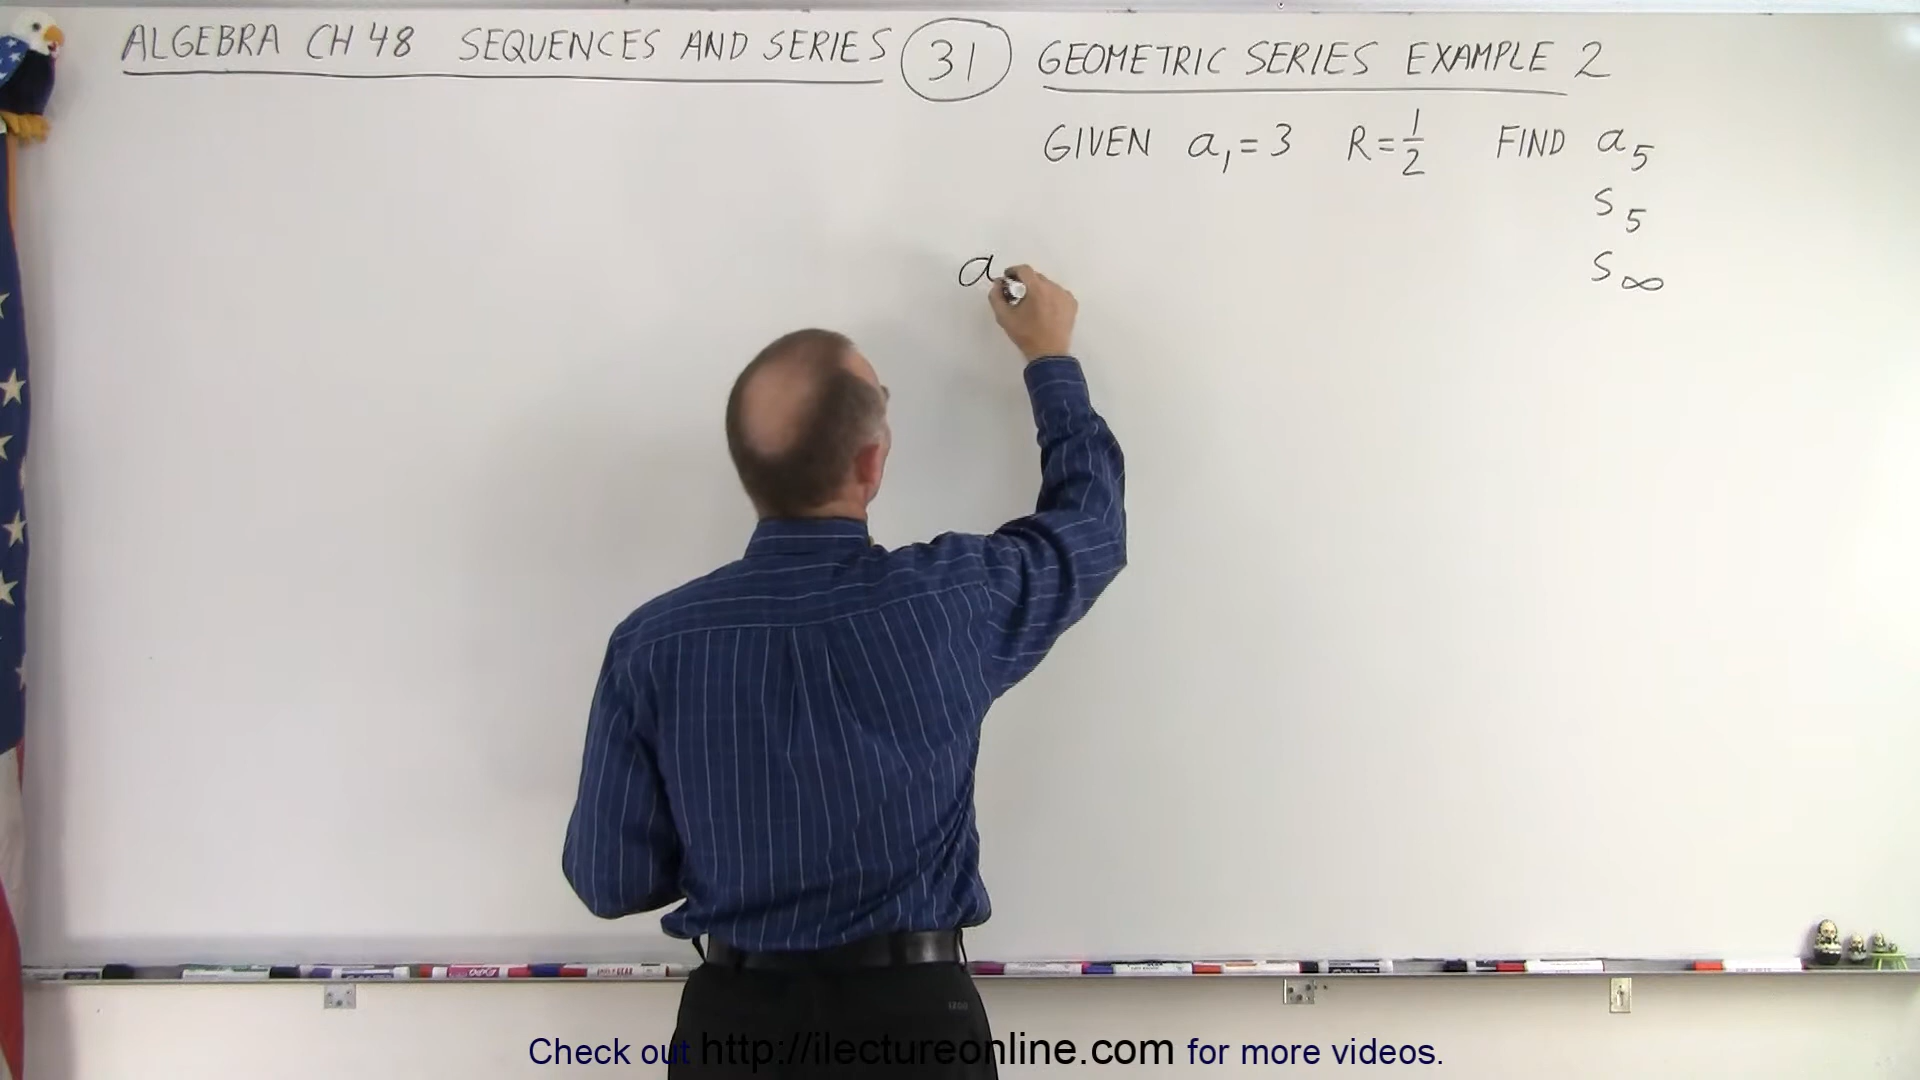 ALGEBRA CH 48 SEQUENCES AND SERIES 31 GEOMETRIC SERIES EXAMPLE 2
GIVEN a₁ = 3 R = 1/2 FIND a₅
S₅
S∞
a
Check out http://ilectureonline.com for more videos.